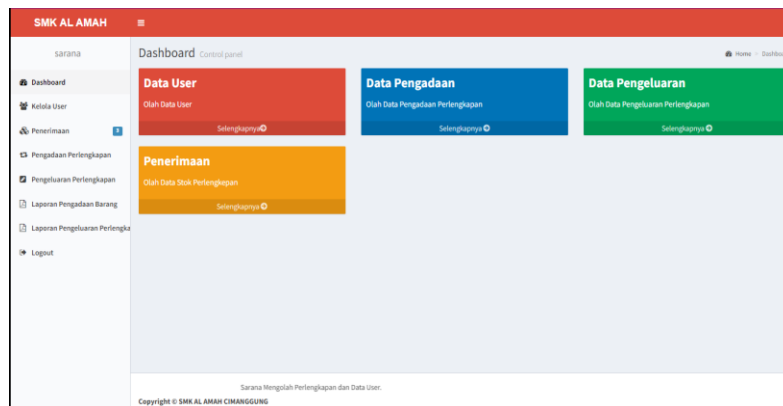 SMK AL AMAH
sarana
Dashboard
Kelola User
Penerimaan 3
Pengadaan Perlengkapan
Pengeluaran Perlengkapan
Laporan Pengadaan Barang
Laporan Pengeluaran Perlengka
Logout
Dashboard Control panel
Home > Dashbo
Data User
Olah Data User
Selengkapnya
Data Pengadaan
Olah Data Pengadaan Perlengkapan
Selengkapnya
Data Pengeluaran
Olah Data Pengeluaran Perlengkapan
Selengkapnya
Penerimaan
Olah Data Stok Perlengkepan
Selengkapnya
Sarana Mengolah Perlengkapan dan Data User.
Copyright © SMK AL AMAH CIMANGGUNG